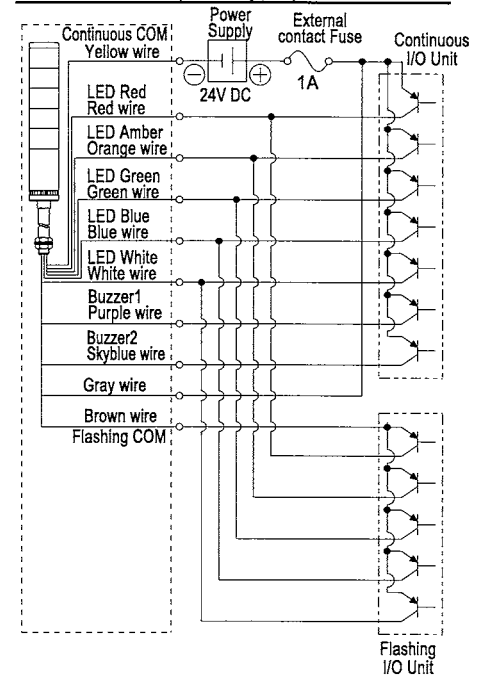 Continuous COM
Yellow wire
Power
Supply
24V DC
External
contact Fuse
1A
Continuous
I/O Unit
LED Red
Red wire
LED Amber
Orange wire
LED Green
Green wire
LED Blue
Blue wire
LED White
White wire
Buzzer1
Purple wire
Buzzer2
Skyblue wire
Gray wire
Brown wire
Flashing COM
Flashing
I/O Unit